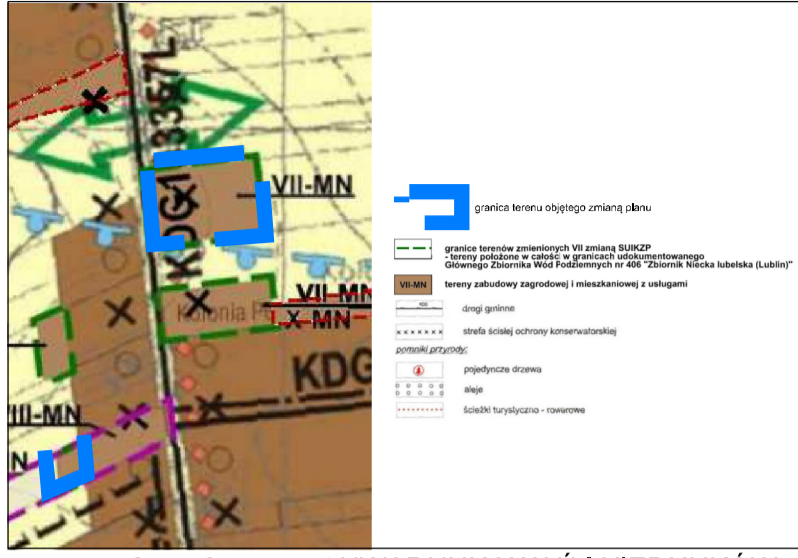 KDG1 3357L
VII-MN
Kolonia
VII-MN
X-MN
KDG
VIII-MN
N
granica terenu objętego zmianą planu
granice terenów zmienionych VII zmianą SUIKZP
- tereny położone w całości w granicach udokumentowanego
Głównego Zbiornika Wód Podziemnych nr 406 "Zbiornik Niecka lubelska (Lublin)"
VII-MN tereny zabudowy zagrodowej i mieszkaniowej z usługami
drogi gminne
strefa ścisłej ochrony konserwatorskiej
pomniki przyrody:
pojedyncze drzewa
aleje
ścieżki turystyczno - rowerowe